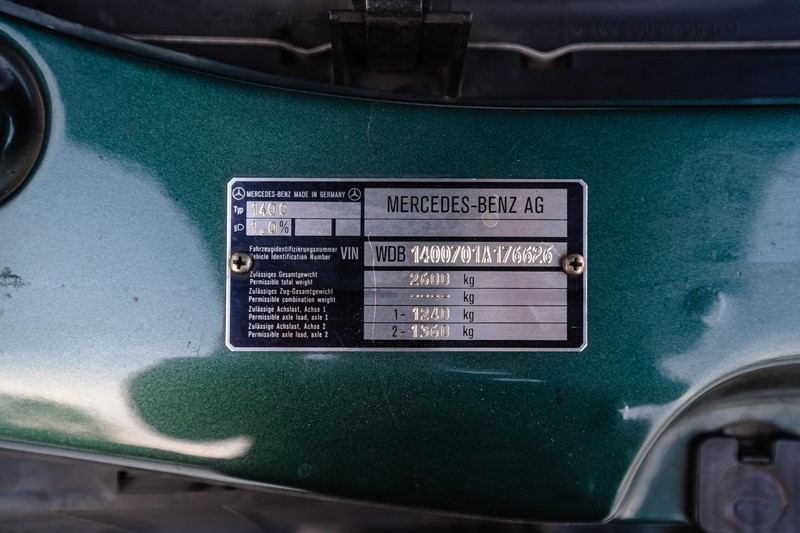 MERCEDES-BENZ MADE IN GERMANY
MERCEDES-BENZ AG
Typ 140C
1.0%
Fahrzeugidentifizierungsnummer
Vehicle Identification Number
VIN
WDB 1400701A176626
Zulässiges Gesamtgewicht
Permissible total weight
2600 kg
Zulässiges Zug-Gesamtgewicht
Permissible combination weight
---- kg
Zulässige Achslast, Achse 1
Permissible axle load, axle 1
1- 1240 kg
Zulässige Achslast, Achse 2
Permissible axle load, axle 2
2- 1360 kg